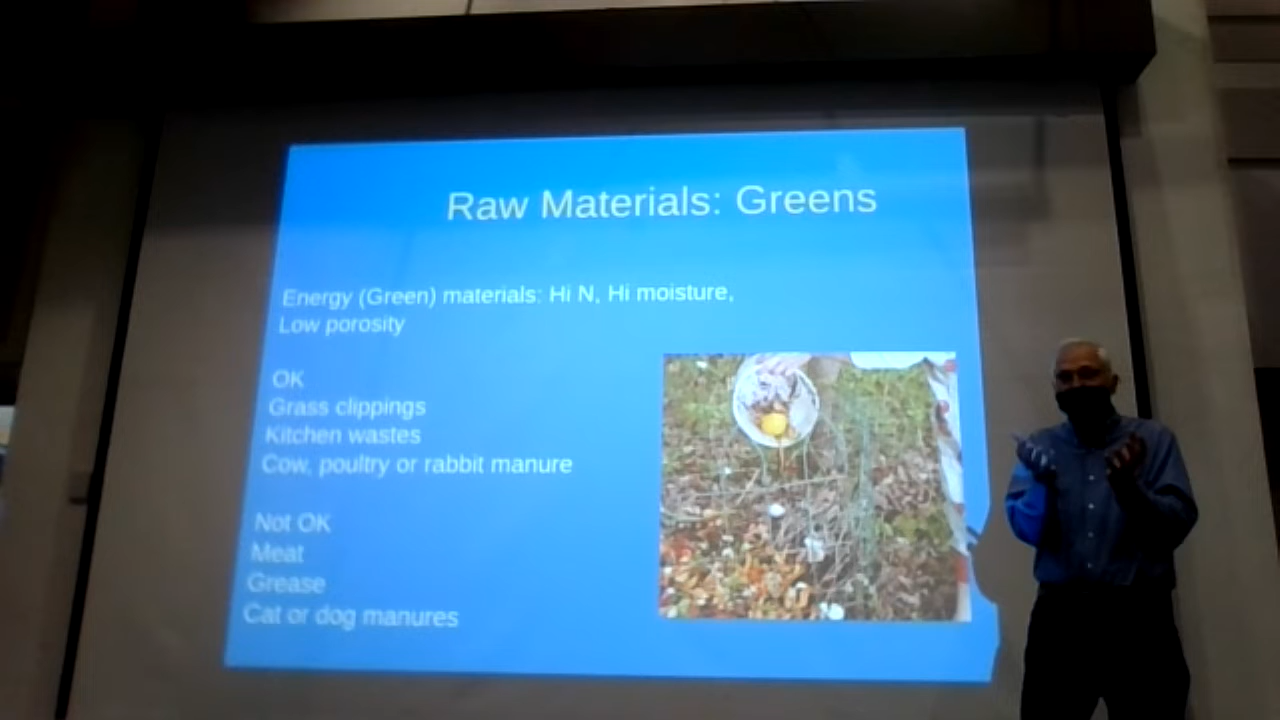 Raw Materials: Greens
Energy (Green) materials: Hi N, Hi moisture,
Low porosity
OK
Grass clippings
Kitchen wastes
Cow, poultry or rabbit manure
Not OK
Meat
Grease
Cat or dog manures